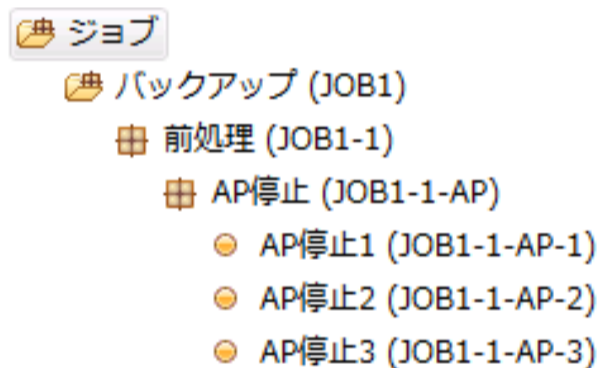 ジョブ
バックアップ (JOB1)
前処理 (JOB1-1)
AP停止 (JOB1-1-AP)
AP停止1 (JOB1-1-AP-1)
AP停止2 (JOB1-1-AP-2)
AP停止3 (JOB1-1-AP-3)